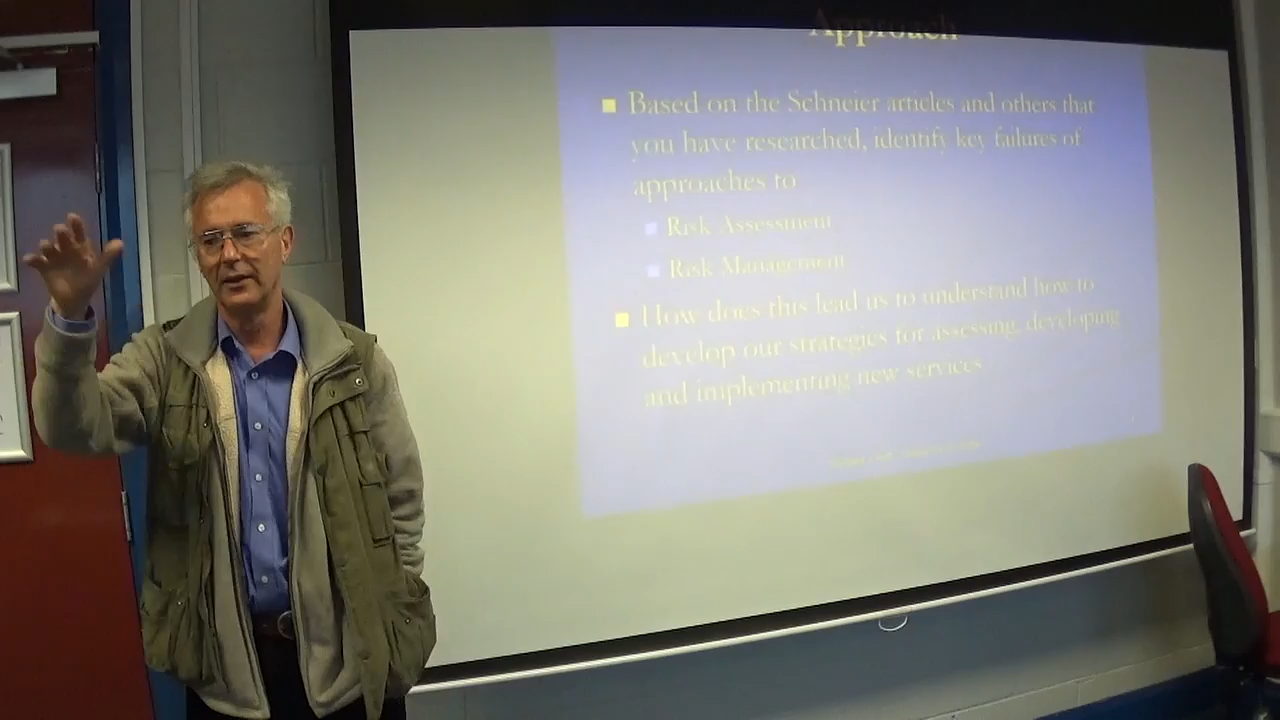 Approach
Based on the Schneier articles and others that
you have researched, identify key failures of
approaches to
Risk Assessment
Risk Management
How does this lead us to understand how to
develop our strategies for assessing, developing
and implementing new services